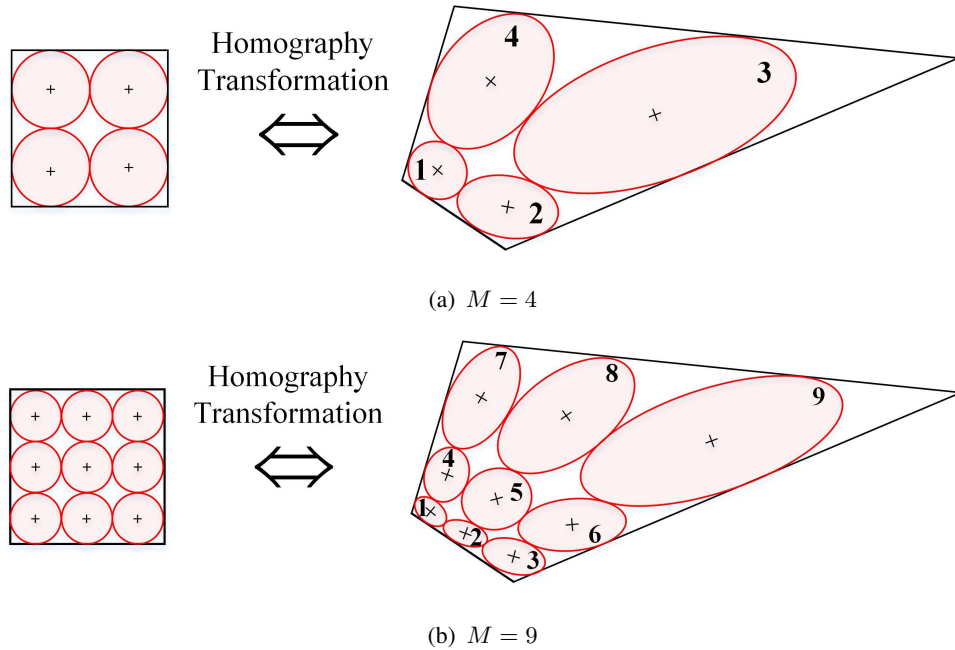 Homography
Transformation
4
3
1
2
(a) M = 4
Homography
Transformation
7
8
9
4
5
1
2
6
3
(b) M = 9